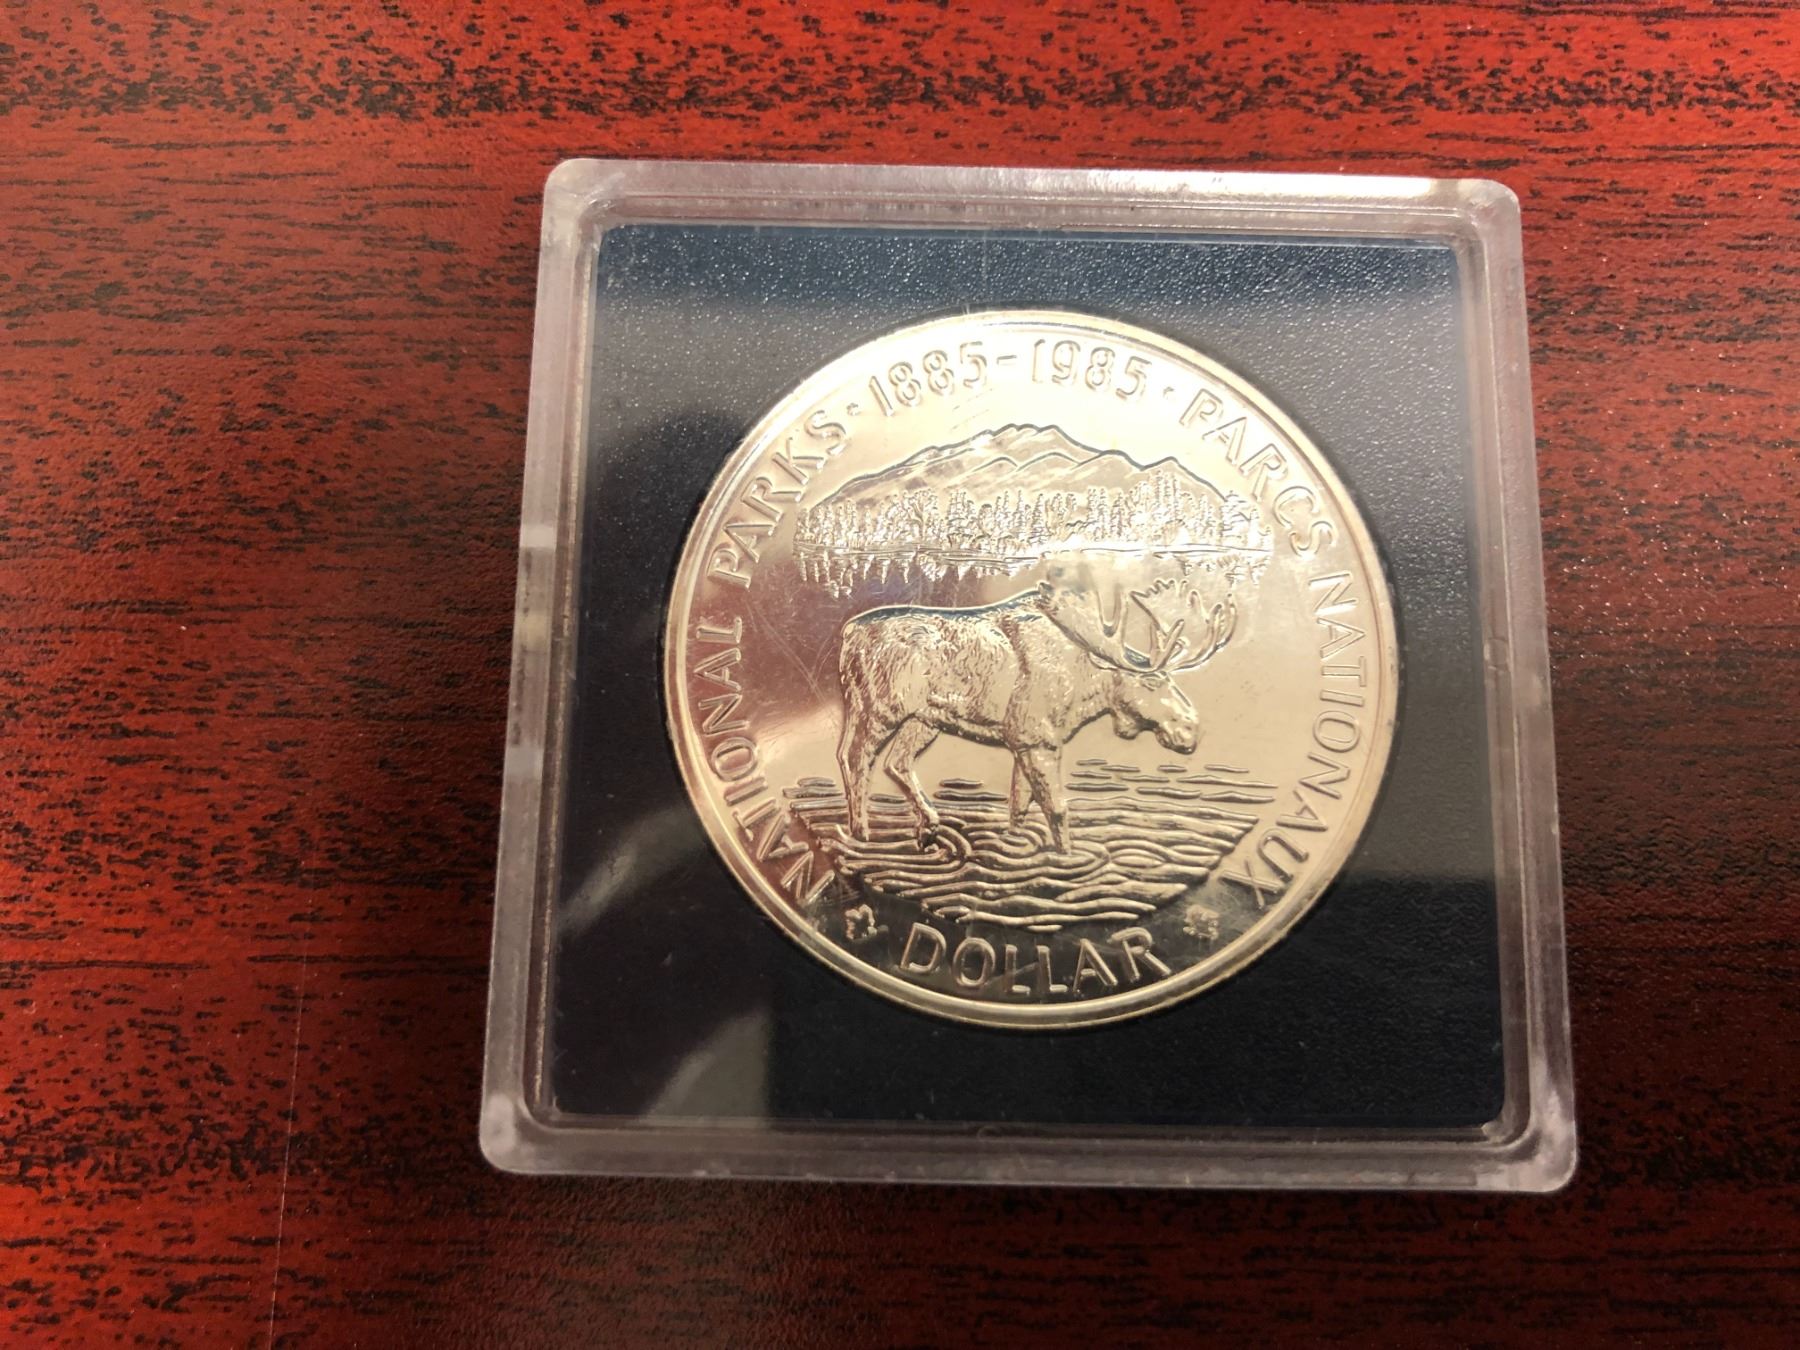 NATIONAL PARKS · 1885-1985 · PARCS NATIONAUX
DOLLAR